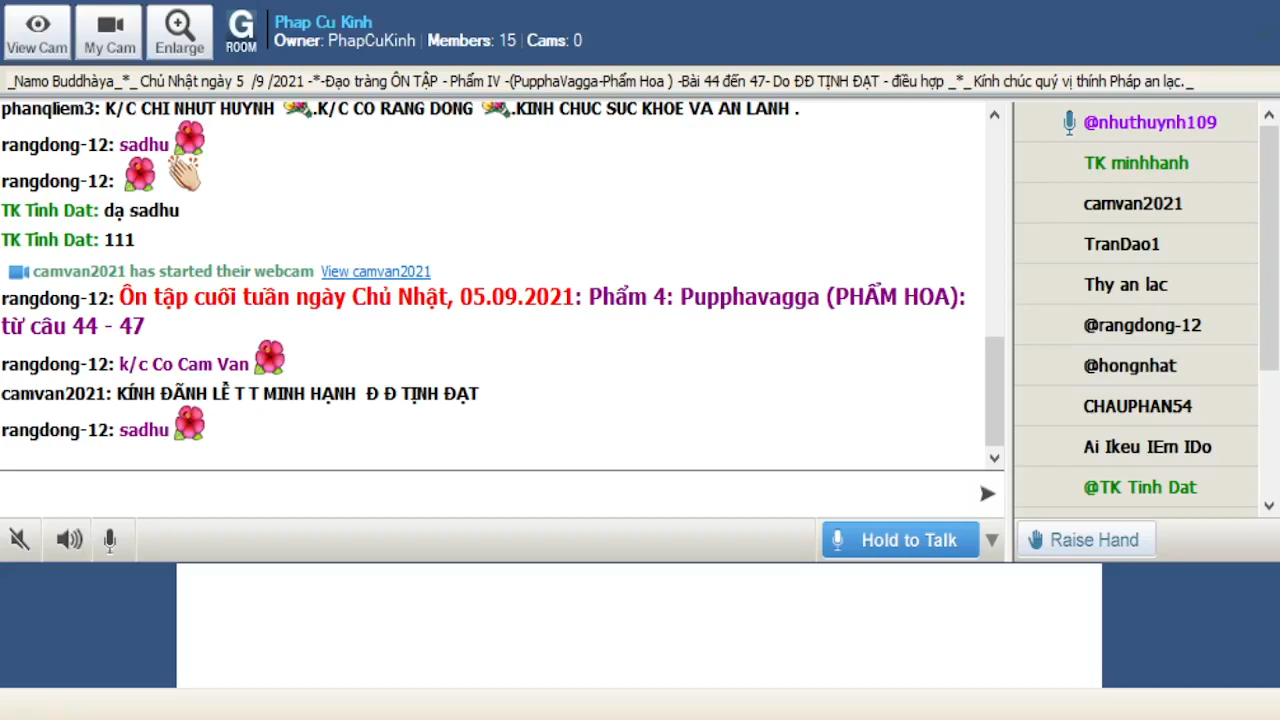 View Cam
My Cam
Enlarge
G
ROOM
Phap Cu Kinh
Owner: PhapCuKinh | Members: 15 | Cams: 0
_Namo Buddhàya_*_ Chủ Nhật ngày 5 /9 /2021 -*-Đạo tràng ÔN TẬP - Phẩm IV -(PupphaVagga-Phẩm Hoa ) -Bài 44 đến 47- Do ĐĐ TỊNH ĐẠT - điều hợp _*_Kính chúc quý vị thính Pháp an lạc._
phanqliem3: K/C CHI NHUT HUYNH .K/C CO RANG DONG .KINH CHUC SUC KHOE VA AN LANH .
rangdong-12: sadhu
rangdong-12:
TK Tinh Dat: dạ sadhu
TK Tinh Dat: 111
camvan2021 has started their webcam View camvan2021
rangdong-12: Ôn tập cuối tuần ngày Chủ Nhật, 05.09.2021: Phẩm 4: Pupphavagga (PHẨM HOA):
từ câu 44 - 47
rangdong-12: k/c Co Cam Van
camvan2021: KÍNH ĐÃNH LỄ T T MINH HẠNH Đ Đ TỊNH ĐẠT
rangdong-12: sadhu
@nhuthuynh109
TK minhhanh
camvan2021
TranDao1
Thy an lac
@rangdong-12
@hongnhat
CHAUPHAN54
Ai Ikeu IEm IDo
@TK Tinh Dat
Hold to Talk
Raise Hand